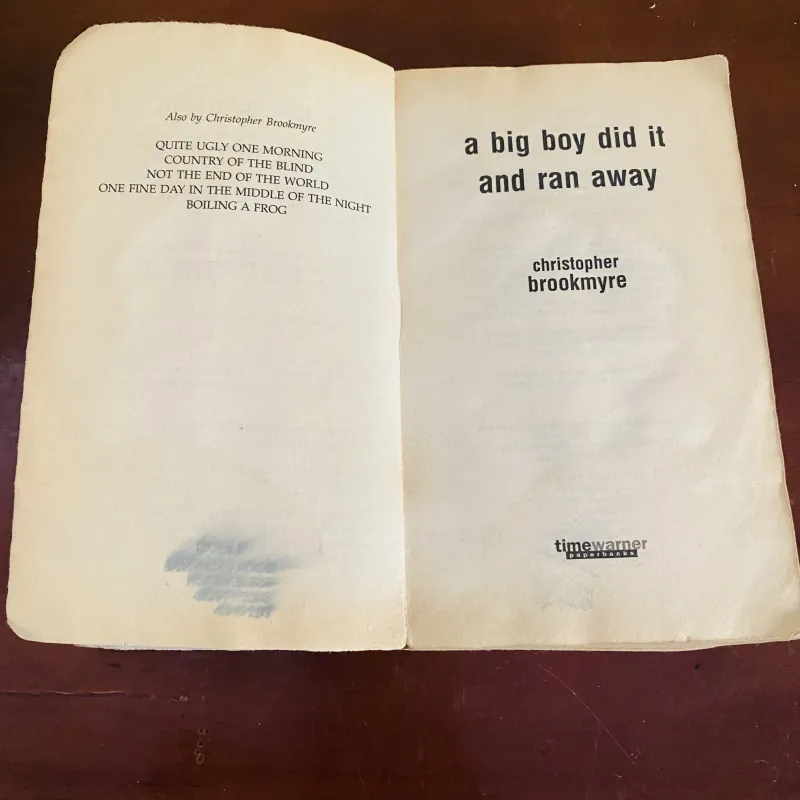 Also by Christopher Brookmyre
QUITE UGLY ONE MORNING
COUNTRY OF THE BLIND
NOT THE END OF THE WORLD
ONE FINE DAY IN THE MIDDLE OF THE NIGHT
BOILING A FROG
a big boy did it
and ran away
christopher
brookmyre
timewarner
paperbacks